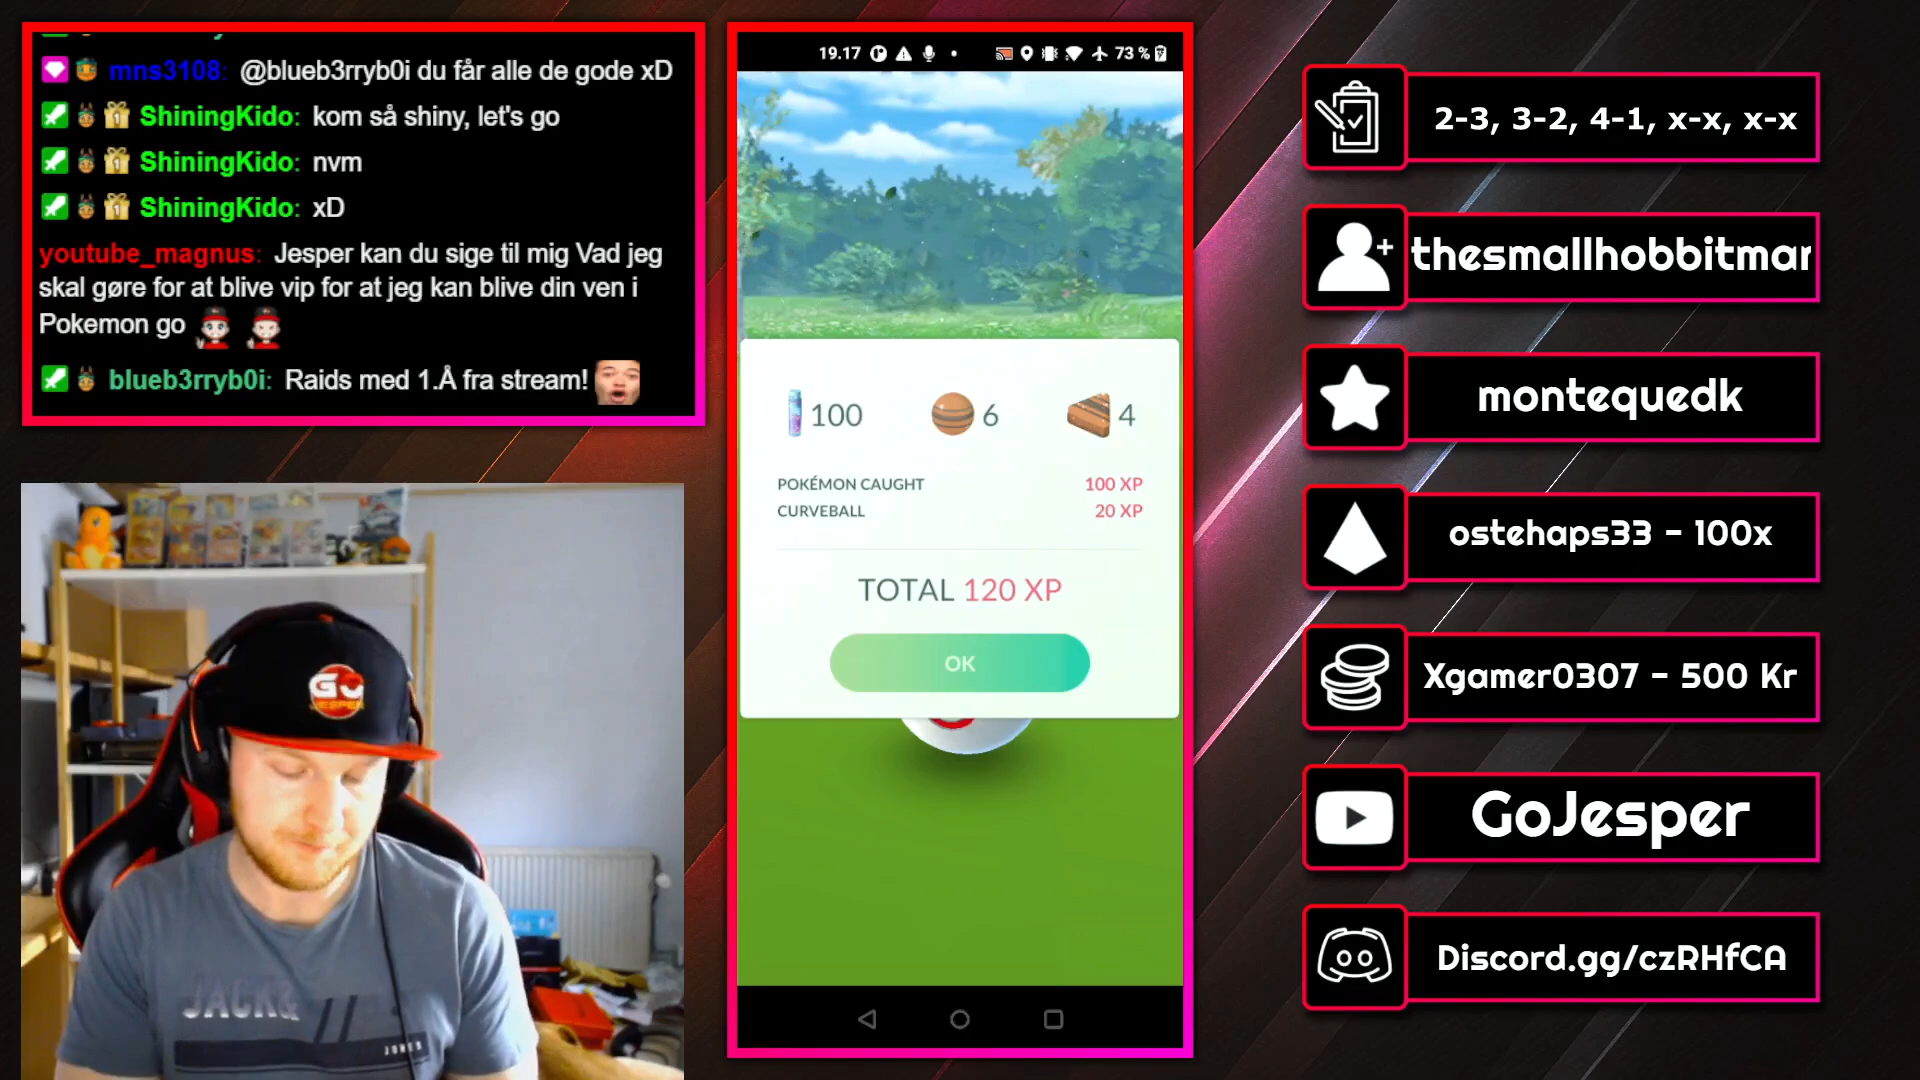 mns3108: @blueb3rryb0i du får alle de gode xD
ShiningKido: kom så shiny, let's go
ShiningKido: nvm
ShiningKido: xD
youtube_magnus: Jesper kan du sige til mig Vad jeg
skal gøre for at blive vip for at jeg kan blive din ven i
Pokemon go
blueb3rryb0i: Raids med 1.Å fra stream!
GO
JESPER
JACK&
JONES
19.17 73 %
100 6 4
POKÉMON CAUGHT 100 XP
CURVEBALL 20 XP
TOTAL 120 XP
OK
2-3, 3-2, 4-1, x-x, x-x
thesmallhobbitmar
montequedk
ostehaps33 - 100x
Xgamer0307 - 500 Kr
GoJesper
Discord.gg/czRHfCA